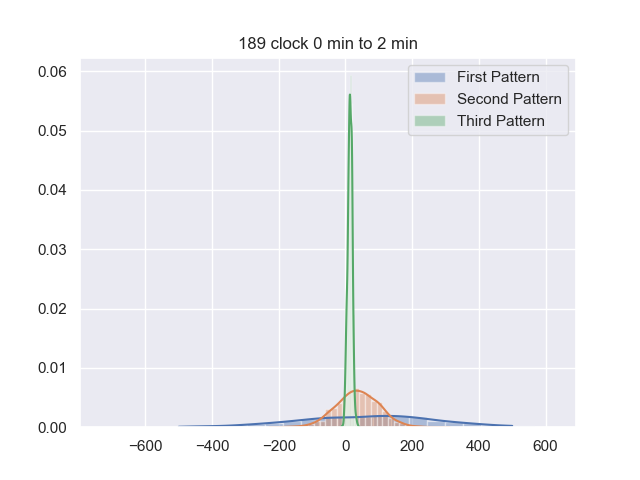 189 clock 0 min to 2 min
First Pattern
Second Pattern
Third Pattern
0.06
0.05
0.04
0.03
0.02
0.01
0.00
−600 −400 −200 0 200 400 600